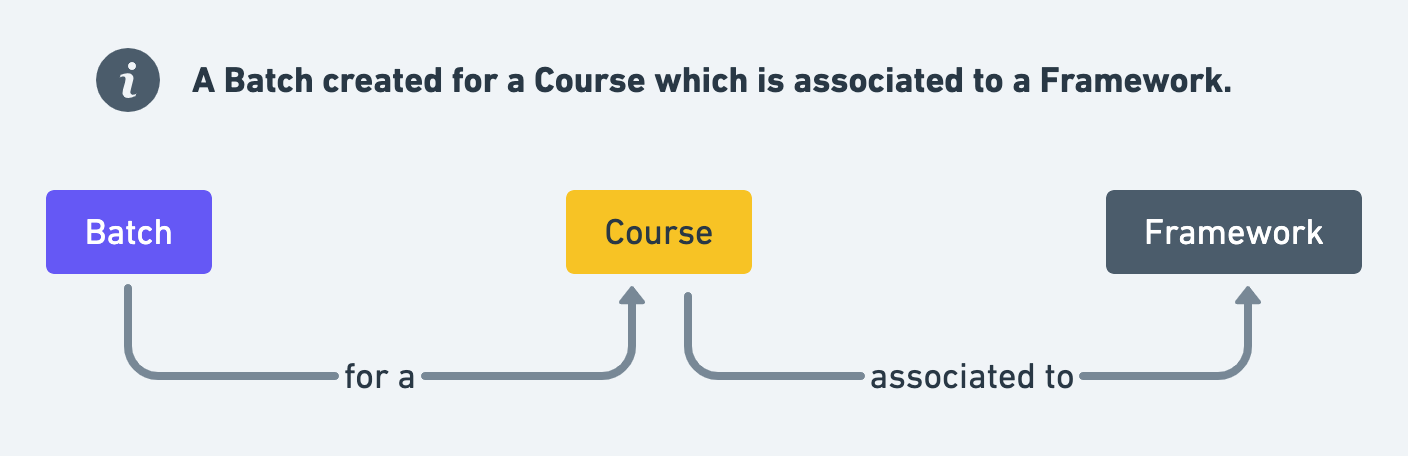 A Batch created for a Course which is associated to a Framework.
Batch
Course
Framework
for a
associated to